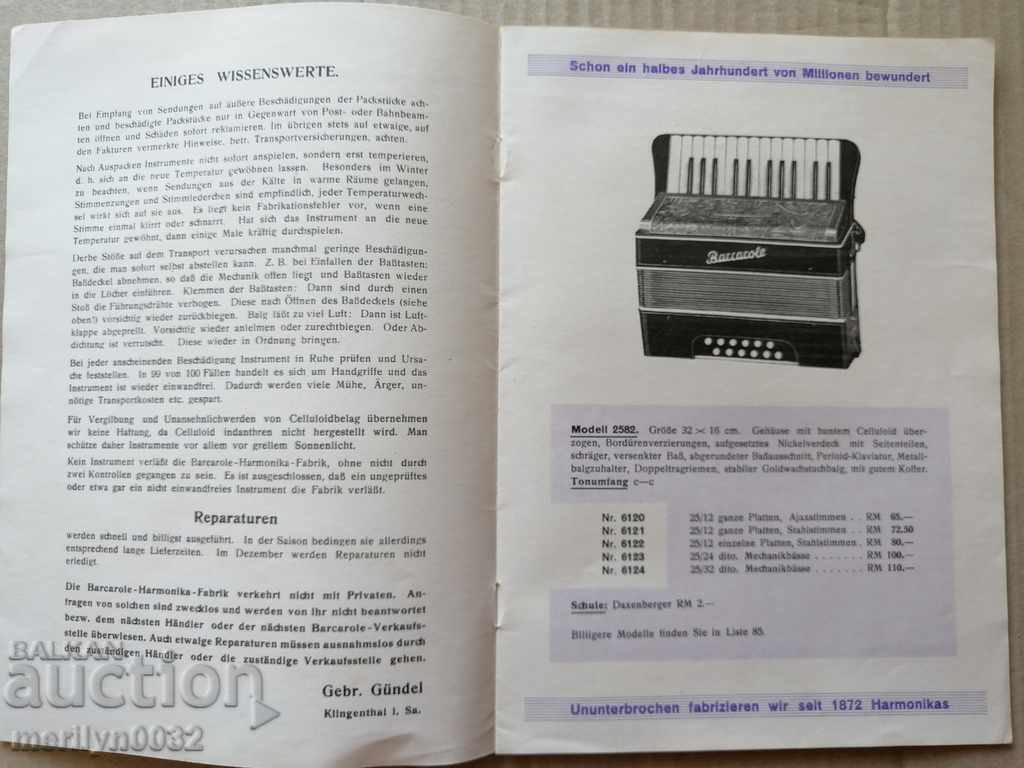 EINIGES WISSENSWERTE.
Bei Empfang von Sendungen auf äußere Beschädigungen der Packstücke ach-
ten und beschädigte Packstücke nur in Gegenwart von Post- oder Bahnbeam-
ten öffnen und Schäden sofort reklamieren. Im übrigen stets auf etwaige, auf
den Fakturen vermerkte Hinweise, betr. Transportversicherungen, achten.
Nach Auspacken Instrumente nicht sofort anspielen, sondern erst temperieren,
d. h. sich an die neue Temperatur gewöhnen lassen. Besonders im Winter
zu beachten, wenn Sendungen aus der Kälte in warme Räume gelangen,
Stimmenzungen und Stimmlederchen sind empfindlich, jeder Temperaturwech-
sel wirkt sich auf sie aus. Es liegt kein Fabrikationsfehler vor, wenn eine
Stimme einmal klirrt oder schnarrt. Hat sich das Instrument an die neue
Temperatur gewöhnt, dann einige Male kräftig durchspielen.
Derbe Stöße auf dem Transport verursachen manchmal geringe Beschädigun-
gen, die man sofort selbst abstellen kann. Z. B. bei Einfallen der Baßtasten:
Baßdeckel abnehmen, so daß die Mechanik offen liegt und Baßtasten wieder
in die Löcher einführen. Klemmen der Baßtasten: Dann sind durch einen
Stoß die Führungsdrähte verbogen. Diese nach Öffnen des Baßdeckels (siehe
oben!) vorsichtig wieder zurückbiegen. Balg läßt zu viel Luft: Dann ist Luft-
klappe abgeprellt. Vorsichtig wieder anleimen oder zurechtbiegen. Oder Ab-
dichtung ist verrutscht. Diese wieder in Ordnung bringen.
Bei jeder anscheinenden Beschädigung Instrument in Ruhe prüfen und Ursa-
che feststellen. In 99 von 100 Fällen handelt es sich um Handgriffe und das
Instrument ist wieder einwandfrei. Dadurch werden viele Mühe, Ärger, un-
nötige Transportkosten etc. gespart.
Für Vergilbung und Unansehnlichwerden von Celluloidbelag übernehmen
wir keine Haftung, da Celluloid indanthren nicht hergestellt wird. Man
schütze daher Instrumente vor allem vor grellem Sonnenlicht.
Kein Instrument verläßt die Barcarole-Harmonika-Fabrik, ohne nicht durch
zwei Kontrollen gegangen zu sein. Es ist ausgeschlossen, daß ein ungeprüftes
oder etwa gar ein nicht einwandfreies Instrument die Fabrik verläßt.
Reparaturen
werden schnell und billigst ausgeführt. In der Saison bedingen sie allerdings
entsprechend lange Lieferzeiten. Im Dezember werden Reparaturen nicht
erledigt.
Die Barcarole-Harmonika-Fabrik verkehrt nicht mit Privaten. An-
fragen von solchen sind zwecklos und werden von ihr nicht beantwortet
bezw. dem nächsten Händler oder der nächsten Barcarole-Verkaufs-
stelle überwiesen. Auch etwaige Reparaturen müssen ausnahmslos durch
den zuständigen Händler oder die zuständige Verkaufsstelle gehen.
Gebr. Gündel
Klingenthal i. Sa.
BALKAN
auction
merilyn0032
Schon ein halbes Jahrhundert von Millionen bewundert
Barcarole
Modell 2582. Größe 32 × 16 cm. Gehäuse mit buntem Celluloid über-
zogen, Bordürenverzierungen, aufgesetztes Nickelverdeck mit Seitenteilen,
schräger, versenkter Baß, abgerundeter Baßausschnitt, Perloid-Klaviatur, Metall-
balgzuhalter, Doppeltragriemen, stabiler Goldwachstuchbalg, mit gutem Koffer.
Tonumfang c—c
Nr. 6120 25/12 ganze Platten, Ajaxstimmen . . RM 65.—
Nr. 6121 25/12 ganze Platten, Stahlstimmen . . RM 72.50
Nr. 6122 25/12 einzelne Platten, Stahlstimmen . RM 80.—
Nr. 6123 25/24 dito. Mechanikbässe . . . . . . . RM 100.—
Nr. 6124 25/32 dito. Mechanikbässe . . . . . . . RM 110.—
Schule: Daxenberger RM 2.—
Billigere Modelle finden Sie in Liste 85.
Ununterbrochen fabrizieren wir seit 1872 Harmonikas